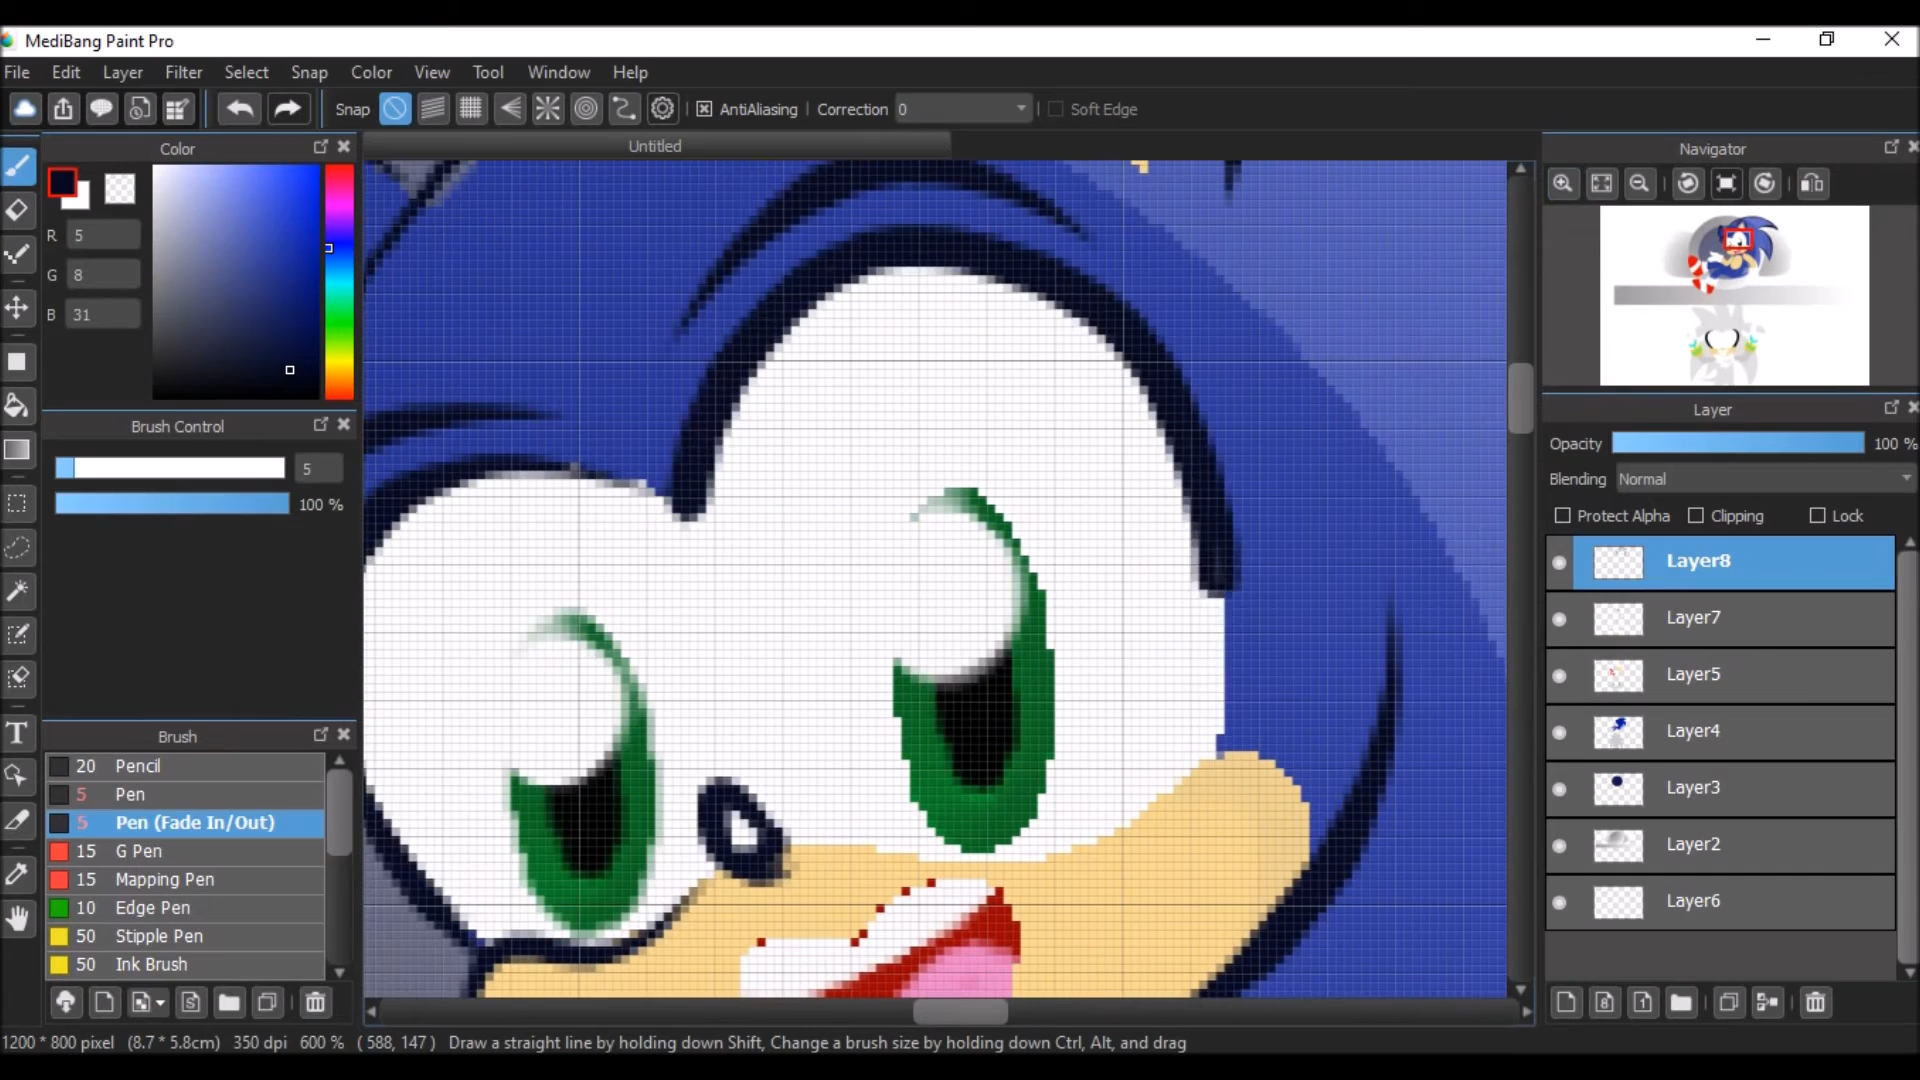 MediBang Paint Pro
File Edit Layer Filter Select Snap Color View Tool Window Help
Snap AntiAliasing Correction 0 Soft Edge
Color
Untitled
Navigator
R 5
G 8
B 31
Brush Control
5
100 %
Brush
20 Pencil
5 Pen
5 Pen (Fade In/Out)
15 G Pen
15 Mapping Pen
10 Edge Pen
50 Stipple Pen
50 Ink Brush
Layer
Opacity 100 %
Blending Normal
Protect Alpha Clipping Lock
Layer8
Layer7
Layer5
Layer4
Layer3
Layer2
Layer6
1200 * 800 pixel (8.7 * 5.8cm) 350 dpi 600 % ( 588, 147 ) Draw a straight line by holding down Shift, Change a brush size by holding down Ctrl, Alt, and drag